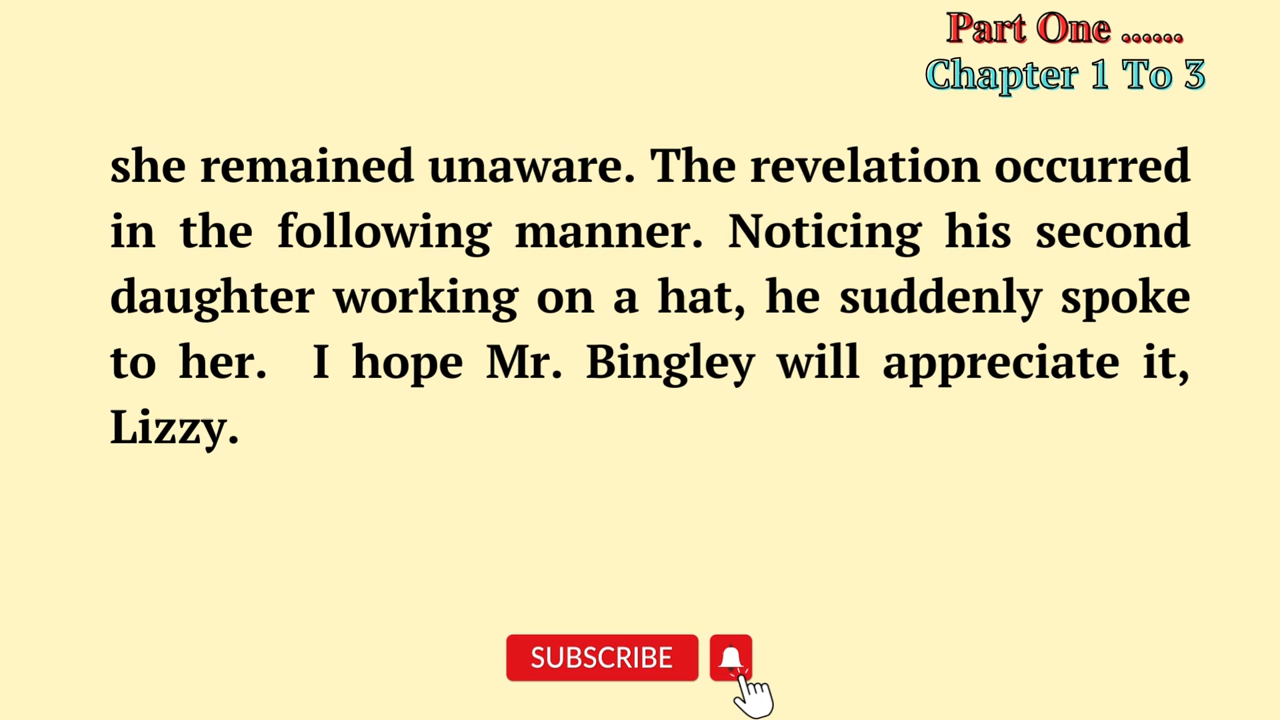 Part One ......
Chapter 1 To 3
she remained unaware. The revelation occurred
in the following manner. Noticing his second
daughter working on a hat, he suddenly spoke
to her. I hope Mr. Bingley will appreciate it,
Lizzy.
SUBSCRIBE